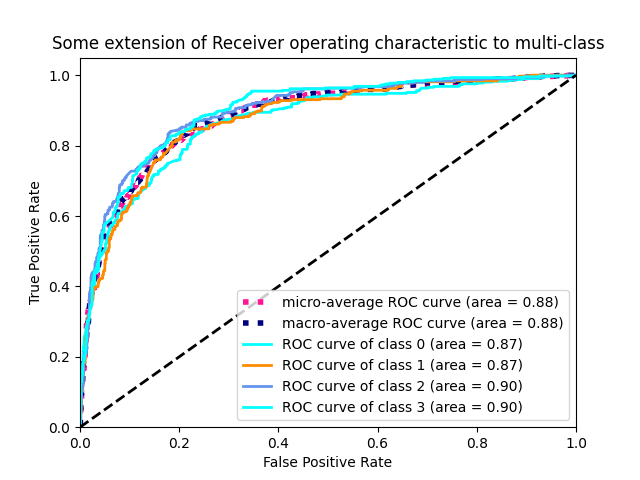 Some extension of Receiver operating characteristic to multi-class
True Positive Rate
1.0
0.8
0.6
0.4
0.2
0.0
micro-average ROC curve (area = 0.88)
macro-average ROC curve (area = 0.88)
ROC curve of class 0 (area = 0.87)
ROC curve of class 1 (area = 0.87)
ROC curve of class 2 (area = 0.90)
ROC curve of class 3 (area = 0.90)
0.0 0.2 0.4 0.6 0.8 1.0
False Positive Rate